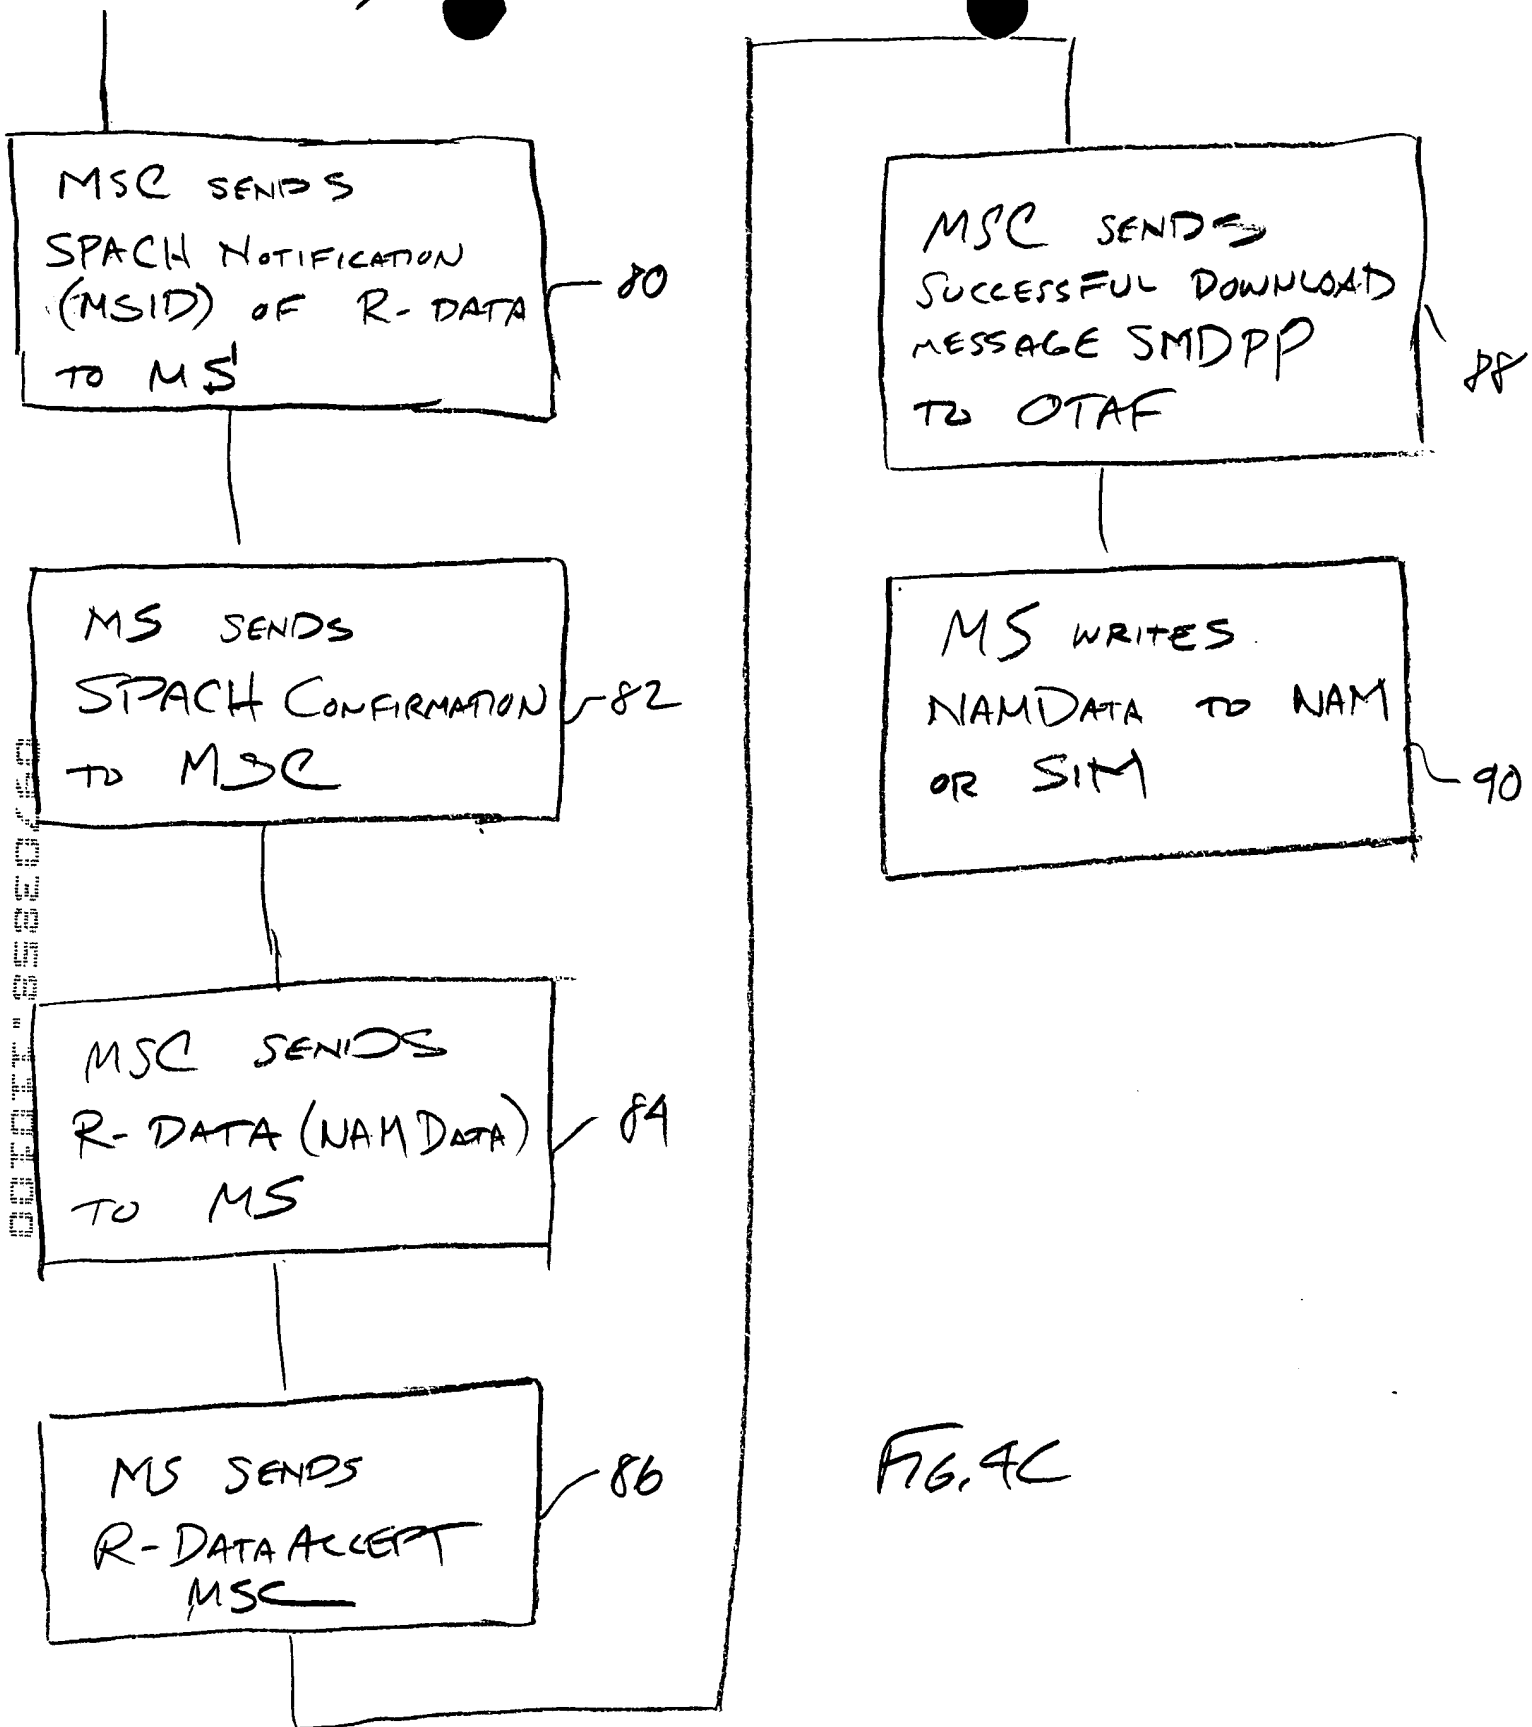 MSC SENDS
SPACH NOTIFICATION
(MSID) OF R-DATA
TO MS
80
MS SENDS
SPACH CONFIRMATION
TO MSC
82
MSC SENDS
R-DATA (NAMDATA)
TO MS
84
MS SENDS
R-DATA ACCEPT
MSC
86
MSC SENDS
SUCCESSFUL DOWNLOAD
MESSAGE SMDPP
TO OTAF
88
MS WRITES
NAMDATA TO NAM
OR SIM
90
FIG. 4C